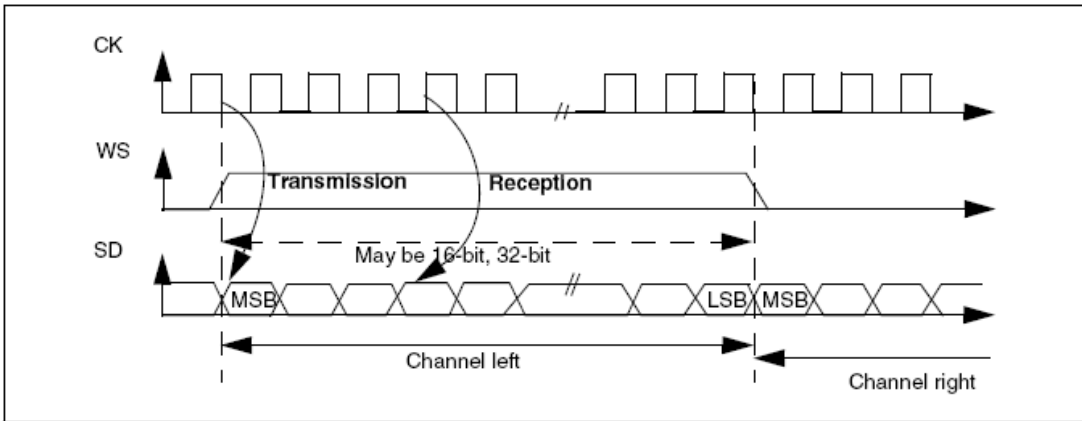 CK
//
WS
Transmission
Reception
SD
May be 16-bit, 32-bit
//
MSB
LSB
MSB
Channel left
Channel right